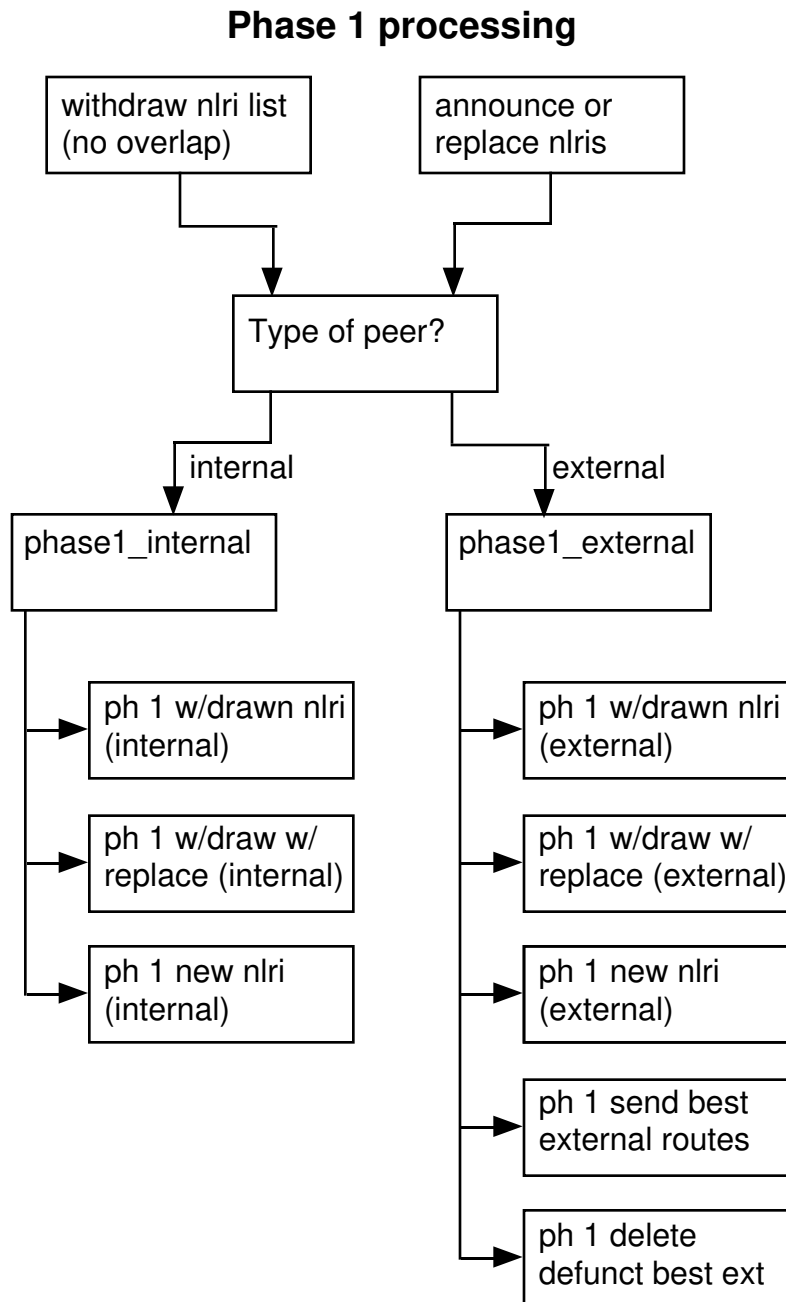 Phase 1 processing
withdraw nlri list
(no overlap)
announce or
replace nlris
Type of peer?
internal
external
phase1_internal
phase1_external
ph 1 w/drawn nlri
(internal)
ph 1 w/draw w/
replace (internal)
ph 1 new nlri
(internal)
ph 1 w/drawn nlri
(external)
ph 1 w/draw w/
replace (external)
ph 1 new nlri
(external)
ph 1 send best
external routes
ph 1 delete
defunct best ext